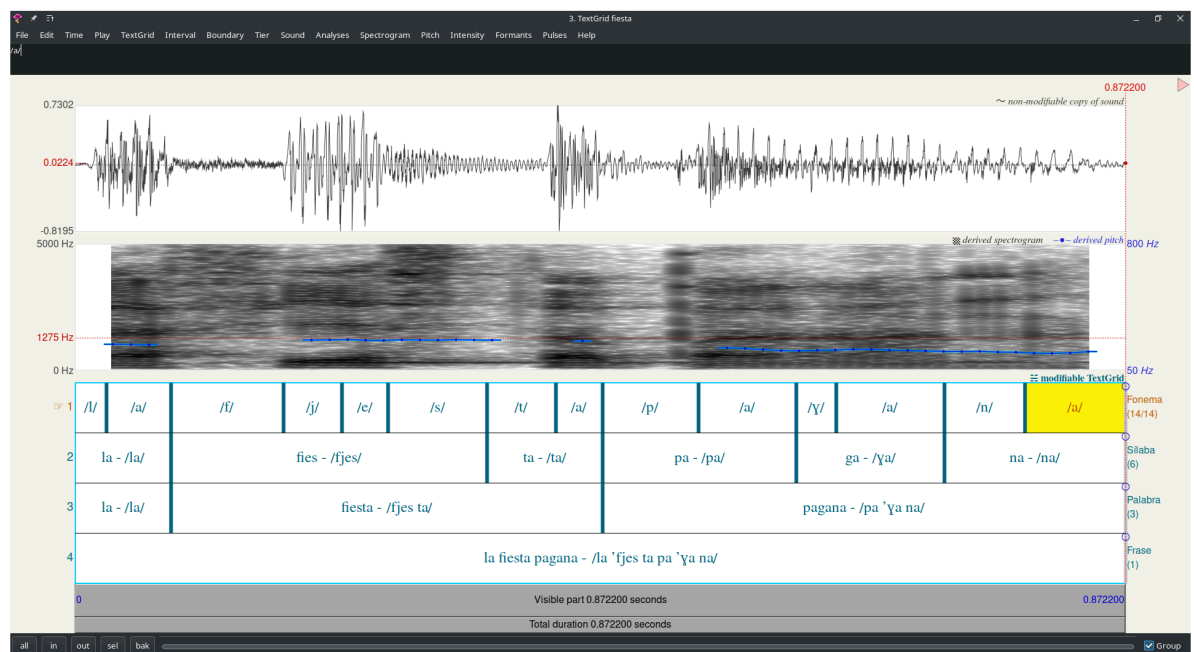 3. TextGrid fiesta
File Edit Time Play TextGrid Interval Boundary Tier Sound Analyses Spectrogram Pitch Intensity Formants Pulses Help
/a/
0.872200
0.7302
~ non-modifiable copy of sound
0.0224
-0.8195
5000 Hz
derived spectrogram derived pitch
800 Hz
1275 Hz
0 Hz
50 Hz
modifiable TextGrid
☞ 1 /l/ /a/ /f/ /j/ /e/ /s/ /t/ /a/ /p/ /a/ /ɣ/ /a/ /n/ /a/ Fonema
(14/14)
2 la - /la/ fies - /fjes/ ta - /ta/ pa - /pa/ ga - /ɣa/ na - /na/ Sílaba
(6)
3 la - /la/ fiesta - /fjes ta/ pagana - /pa ˈɣa na/ Palabra
(3)
4 la fiesta pagana - /la ˈfjes ta pa ˈɣa na/ Frase
(1)
0 Visible part 0.872200 seconds 0.872200
Total duration 0.872200 seconds
all in out sel bak Group